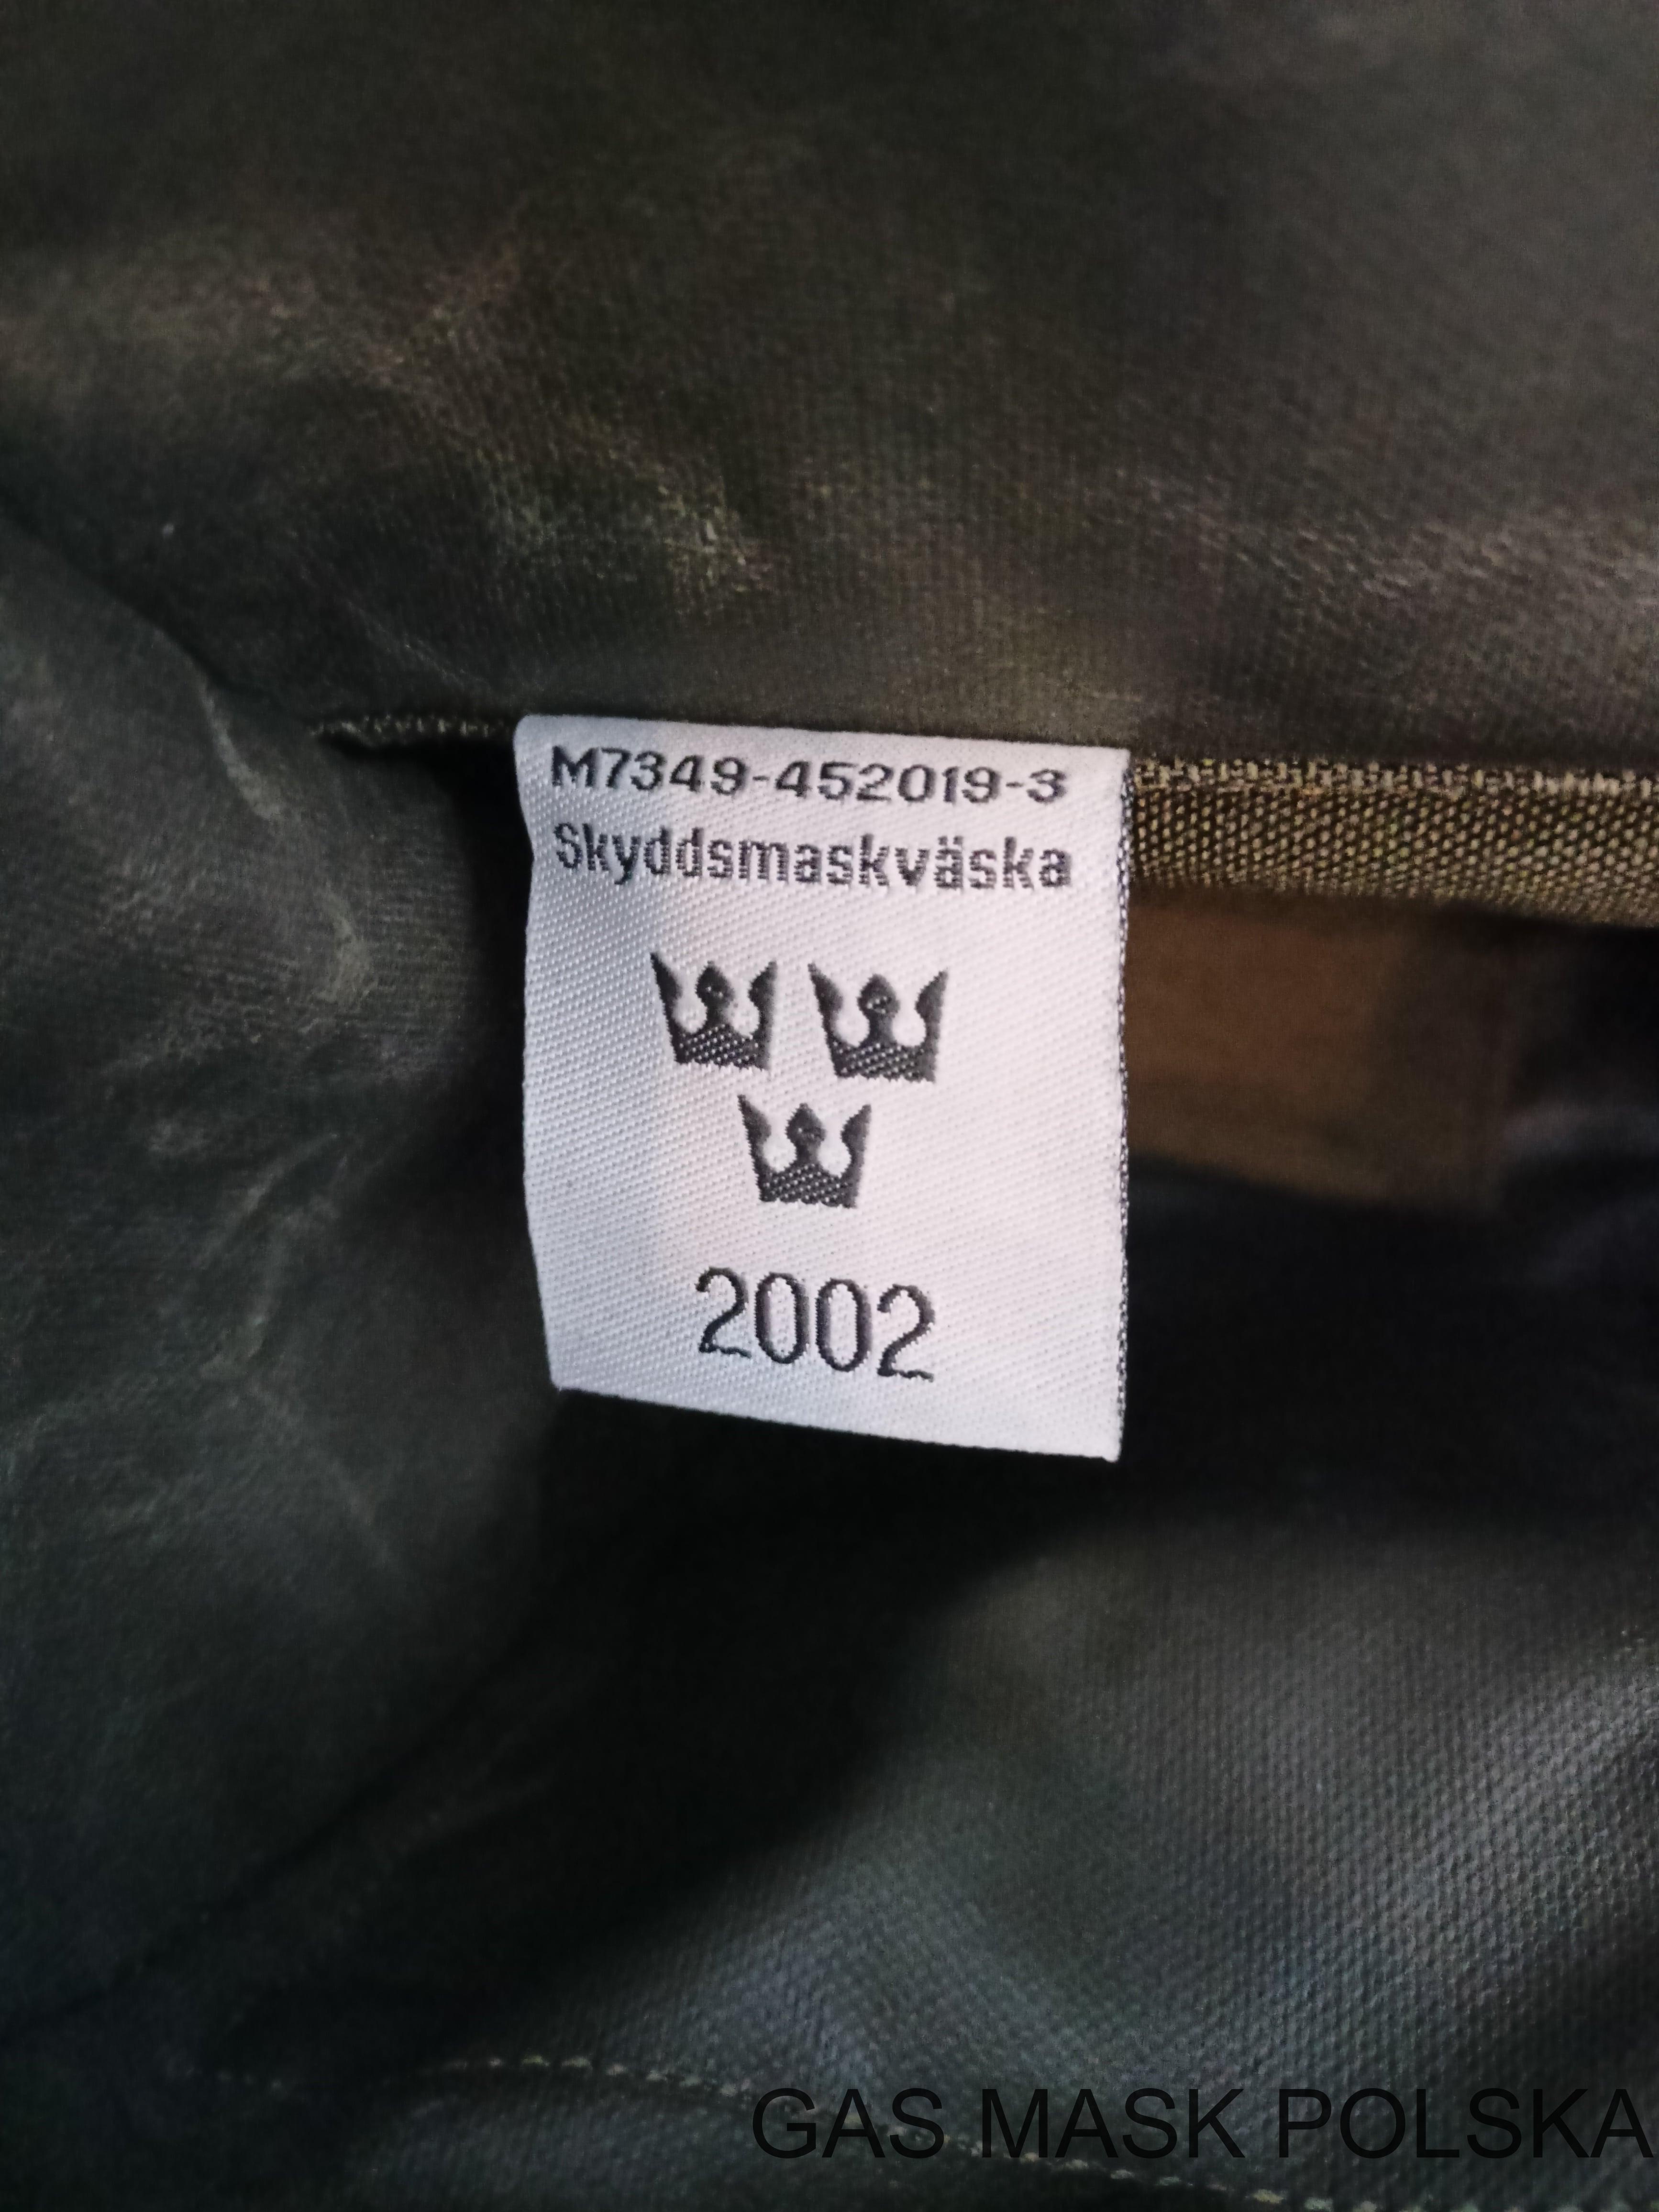 M7349-452019-3
Skyddsmaskväska
2002
GAS MASK POLSKA